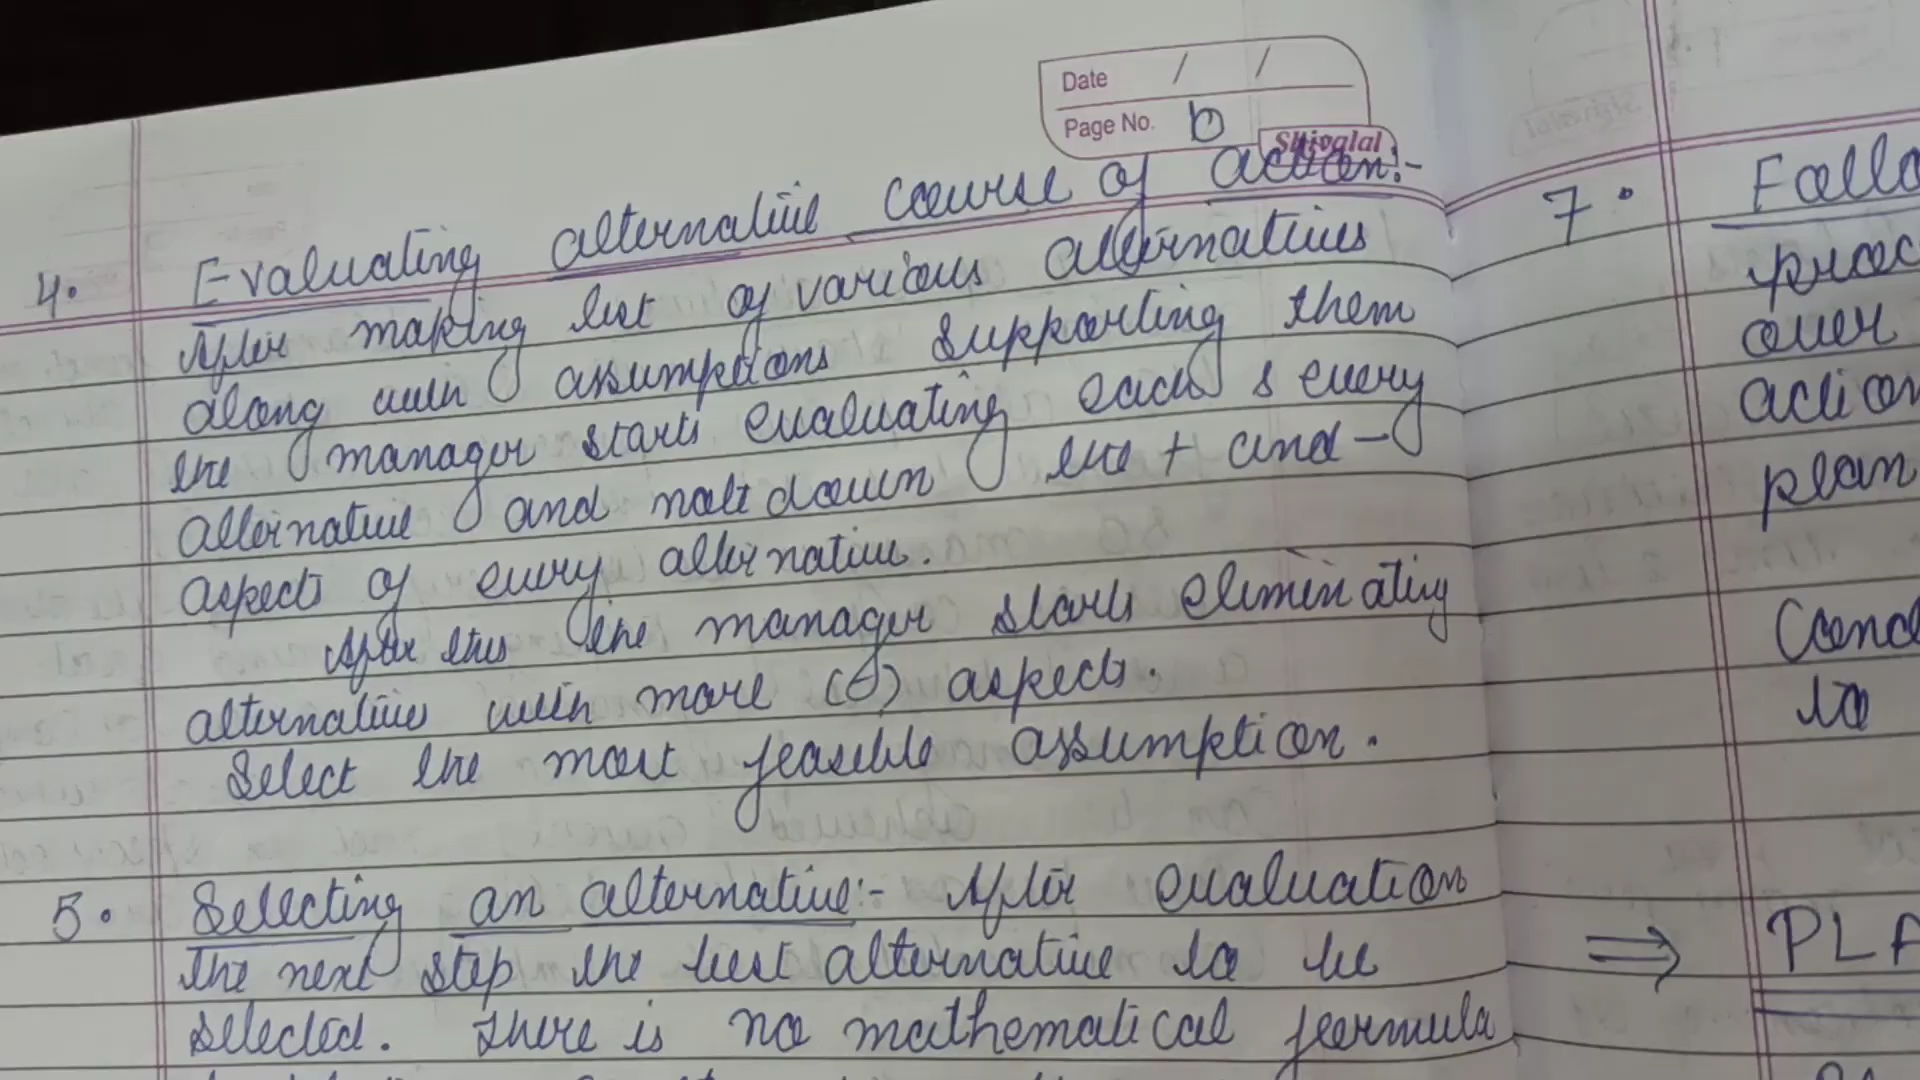 Date / /
Page No. 6
Shivalal
4. Evaluating alternative course of action:-
After making list of various alternatives
along with assumptions supporting them
the manager starts evaluating each & every
alternative and note down the + and -
aspects of every alternative.
After this the manager starts eliminating
alternatives with more (-) aspects.
Select the most feasible assumption.
5. Selecting an alternative:- After evaluation
the next step the best alternative to be
selected. There is no mathematical formula
7. Follo
proc
over
action
plan
Cond
to
⇒ PLA